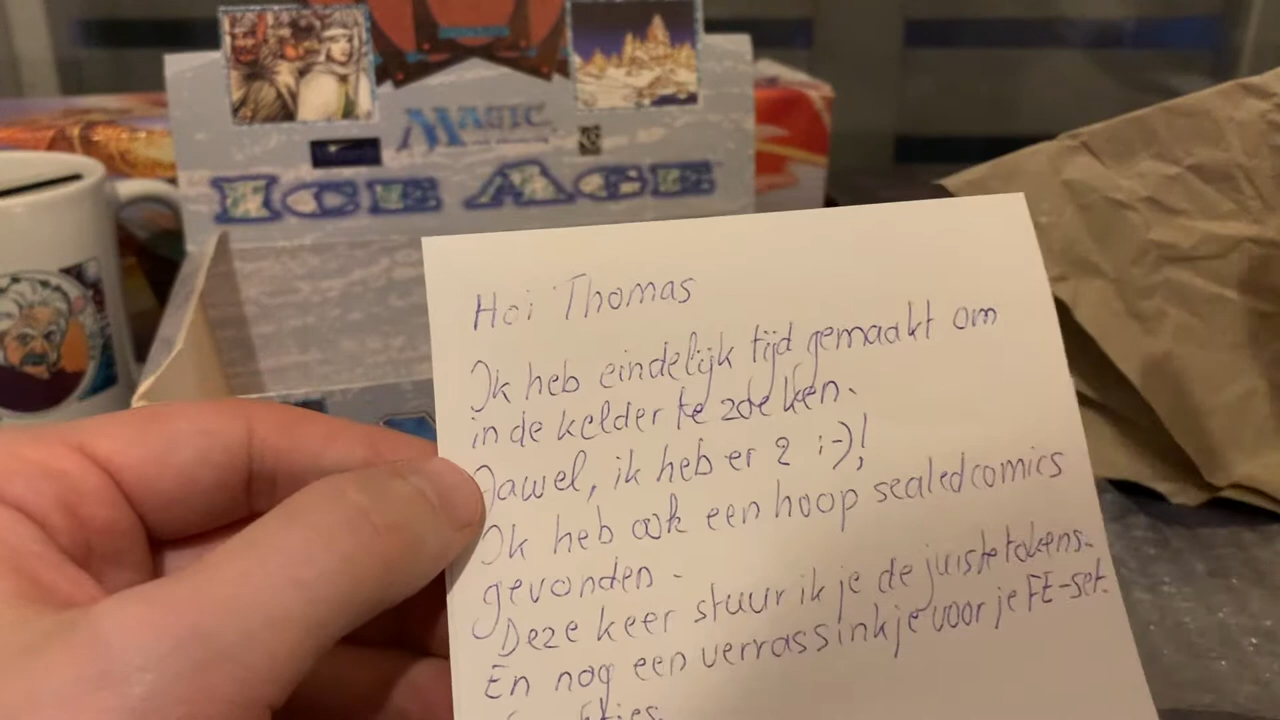 MAGIC
ICE AGE
Hoi Thomas
Ik heb eindelijk tijd gemaakt om
in de kelder te zoeken.
Jawel, ik heb er 2 ;-)!
Ik heb ook een hoop sealed comics
gevonden.
Deze keer stuur ik je de juiste tokens.
En nog een verrassinkje voor je FE-set.